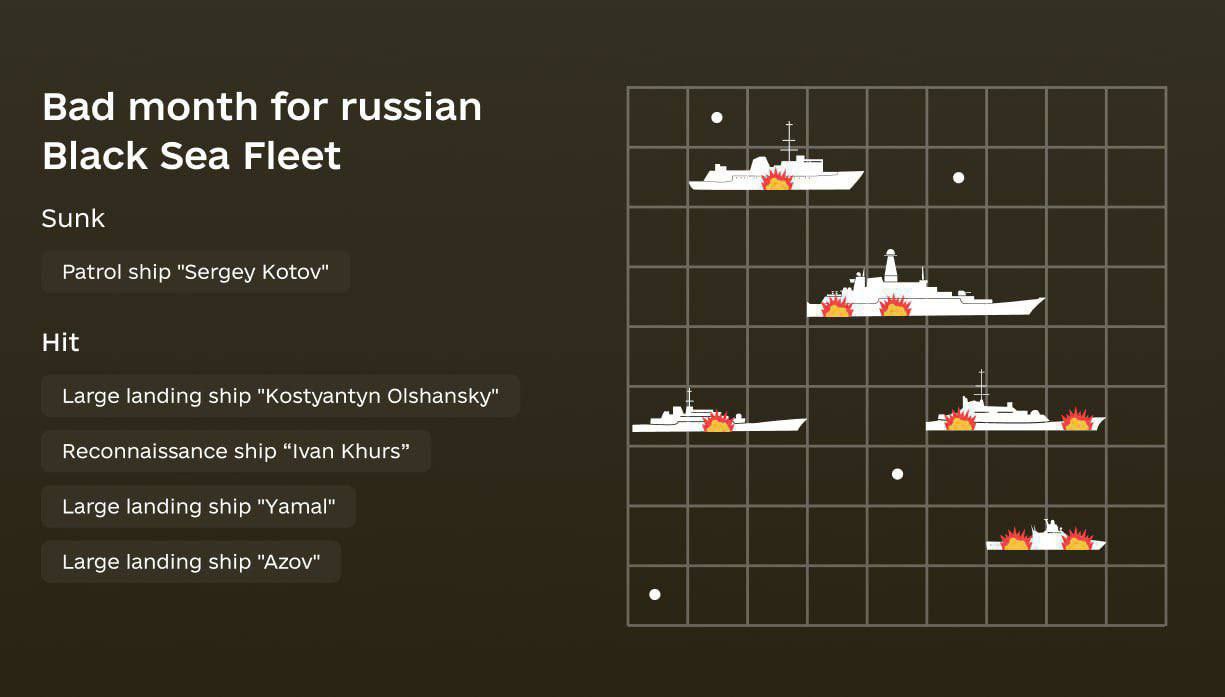 Bad month for russian
Black Sea Fleet
Sunk
Patrol ship "Sergey Kotov"
Hit
Large landing ship "Kostyantyn Olshansky"
Reconnaissance ship “Ivan Khurs”
Large landing ship "Yamal"
Large landing ship "Azov"